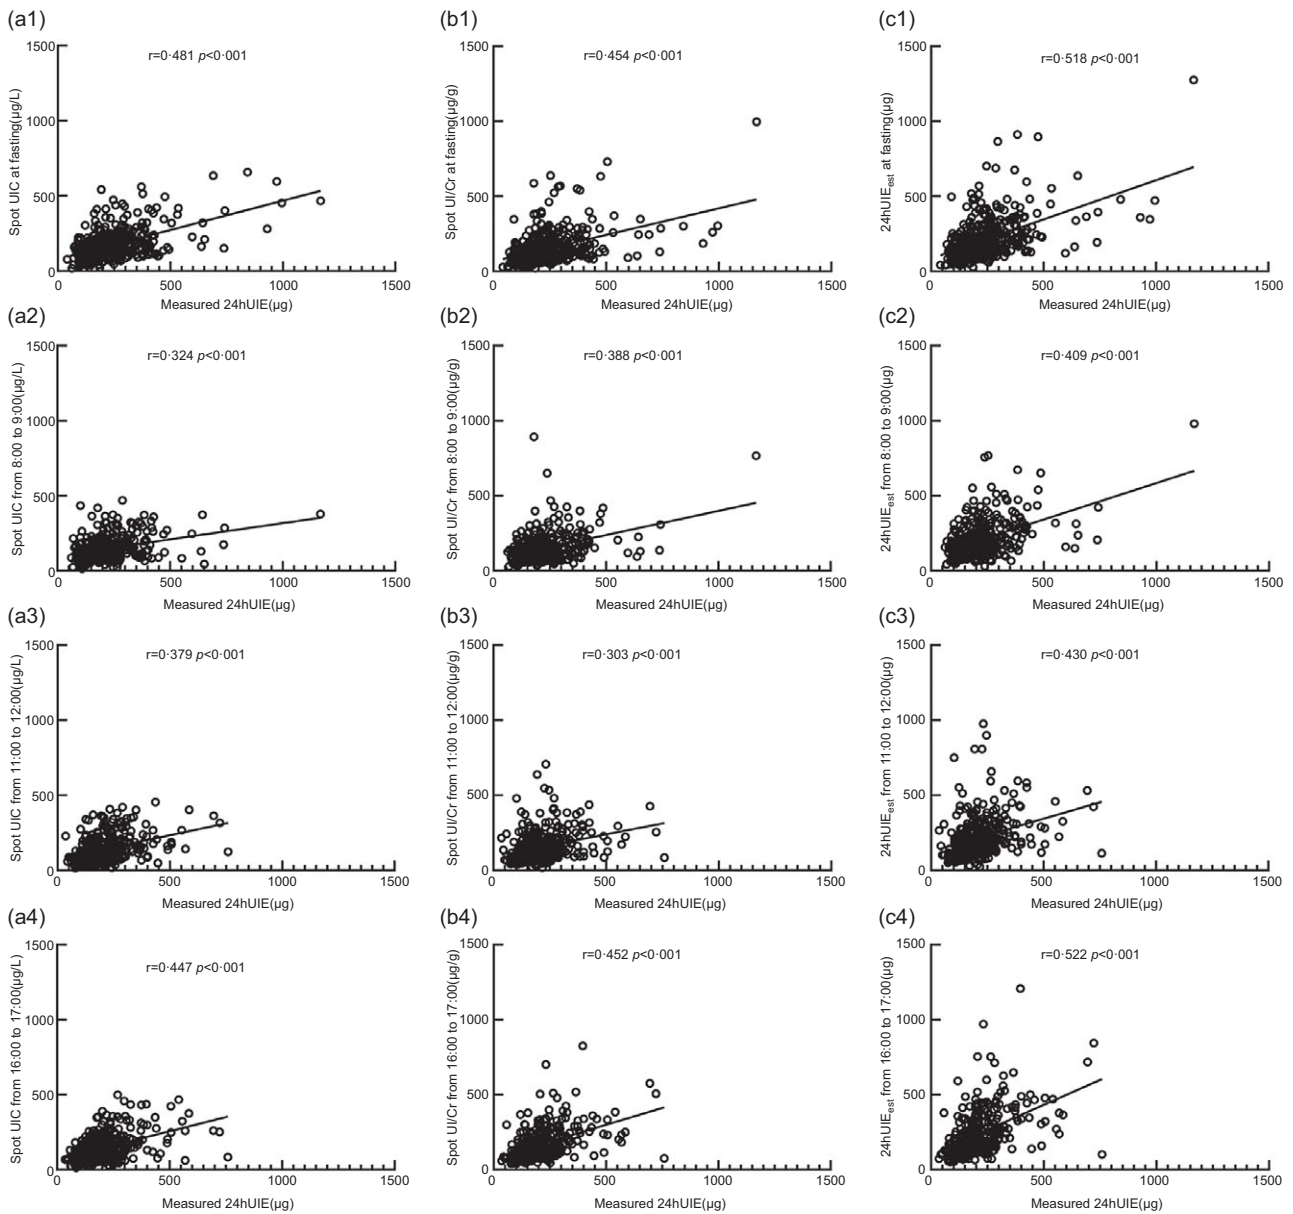 (a1)
r=0·481 p<0·001
Spot UIC at fasting(µg/L)
1500
1000
500
0
0 500 1000 1500
Measured 24hUIE(µg)
(b1)
r=0·454 p<0·001
Spot UI/Cr at fasting(µg/g)
1500
1000
500
0
0 500 1000 1500
Measured 24hUIE(µg)
(c1)
r=0·518 p<0·001
24hUIEest at fasting(µg)
1500
1000
500
0
0 500 1000 1500
Measured 24hUIE(µg)
(a2)
r=0·324 p<0·001
Spot UIC from 8:00 to 9:00(µg/L)
1500
1000
500
0
0 500 1000 1500
Measured 24hUIE(µg)
(b2)
r=0·388 p<0·001
Spot UI/Cr from 8:00 to 9:00(µg/g)
1500
1000
500
0
0 500 1000 1500
Measured 24hUIE(µg)
(c2)
r=0·409 p<0·001
24hUIEest from 8:00 to 9:00(µg)
1500
1000
500
0
0 500 1000 1500
Measured 24hUIE(µg)
(a3)
r=0·379 p<0·001
Spot UIC from 11:00 to 12:00(µg/L)
1500
1000
500
0
0 500 1000 1500
Measured 24hUIE(µg)
(b3)
r=0·303 p<0·001
Spot UI/Cr from 11:00 to 12:00(µg/g)
1500
1000
500
0
0 500 1000 1500
Measured 24hUIE(µg)
(c3)
r=0·430 p<0·001
24hUIEest from 11:00 to 12:00(µg)
1500
1000
500
0
0 500 1000 1500
Measured 24hUIE(µg)
(a4)
r=0·447 p<0·001
Spot UIC from 16:00 to 17:00(µg/L)
1500
1000
500
0
0 500 1000 1500
Measured 24hUIE(µg)
(b4)
r=0·452 p<0·001
Spot UI/Cr from 16:00 to 17:00(µg/g)
1500
1000
500
0
0 500 1000 1500
Measured 24hUIE(µg)
(c4)
r=0·522 p<0·001
24hUIEest from 16:00 to 17:00(µg)
1500
1000
500
0
0 500 1000 1500
Measured 24hUIE(µg)